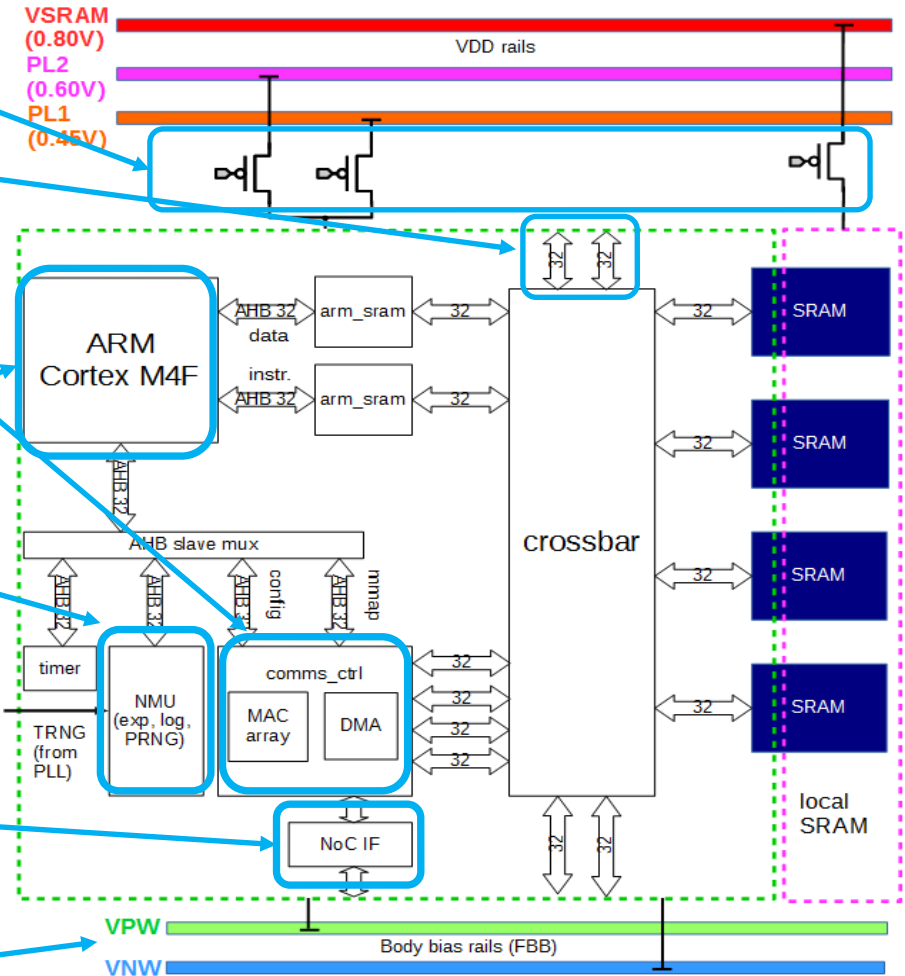 VSRAM
(0.80V)
VDD rails
PL2
(0.60V)
PL1
(0.45V)
32
32
ARM
Cortex M4F
AHB 32
data
arm_sram
32
instr.
AHB 32
arm_sram
32
AHB 32
AHB slave mux
AHB 32
AHB 32
AHB 32
config
AHB 32
mmap
crossbar
32
SRAM
32
SRAM
32
SRAM
32
SRAM
timer
NMU
(exp, log,
PRNG)
TRNG
(from
PLL)
comms_ctrl
MAC
array
DMA
32
32
32
32
NoC IF
32
32
local
SRAM
VPW
Body bias rails (FBB)
VNW